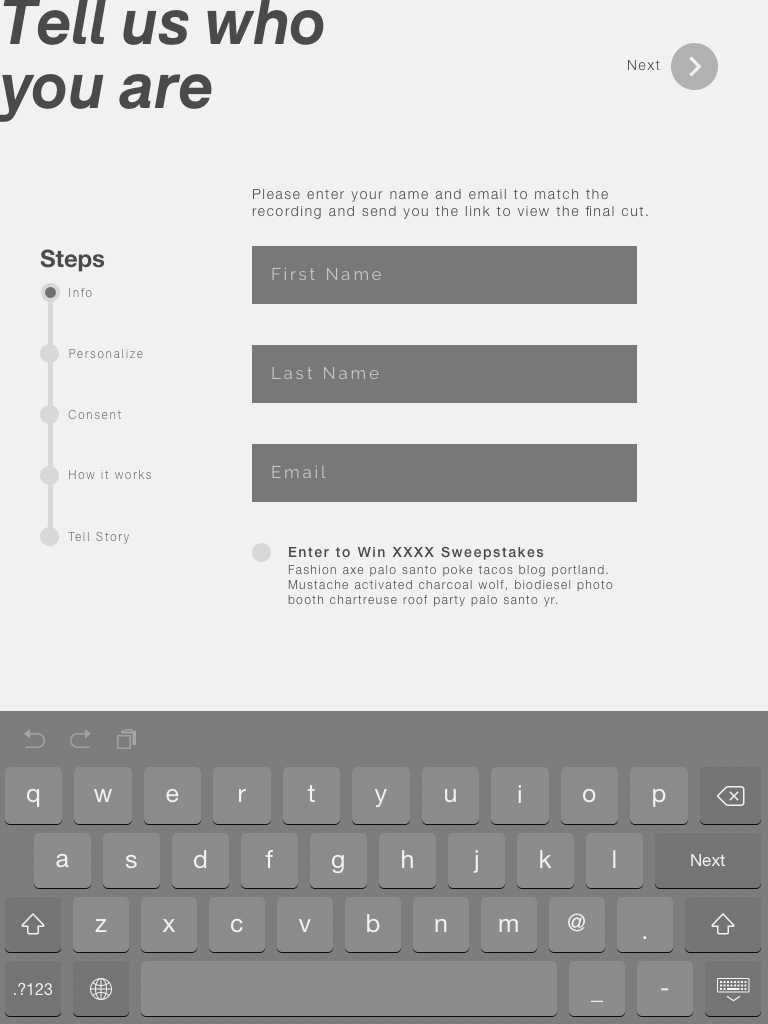 Tell us who
you are
Next
Please enter your name and email to match the
recording and send you the link to view the final cut.
Steps
Info
Personalize
Consent
How it works
Tell Story
First Name
Last Name
Email
Enter to Win XXXX Sweepstakes
Fashion axe palo santo poke tacos blog portland.
Mustache activated charcoal wolf, biodiesel photo
booth chartreuse roof party palo santo yr.
q w e r t y u i o p
a s d f g h j k l Next
z x c v b n m @ .
.?123 _ -